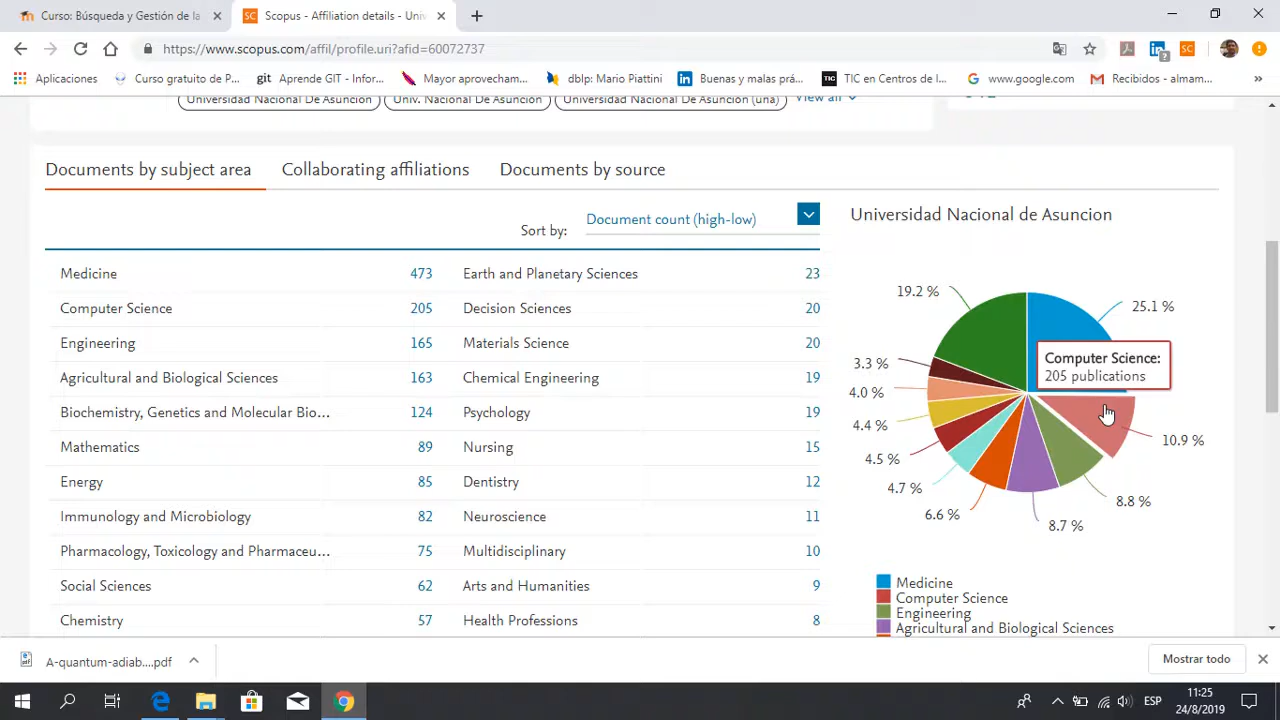 Curso: Búsqueda y Gestión de la
Scopus - Affiliation details - Univ
https://www.scopus.com/affil/profile.uri?afid=60072737
Aplicaciones
Curso gratuito de P...
git Aprende GIT - Infor...
Mayor aprovecham...
dblp: Mario Piattini
Buenas y malas prá...
TIC en Centros de l...
www.google.com
Recibidos - almam...
Universidad Nacional De Asuncion
Univ. Nacional De Asuncion
Universidad Nacional De Asuncion (una)
View all
Documents by subject area
Collaborating affiliations
Documents by source
Sort by:
Document count (high-low)
Medicine 473
Earth and Planetary Sciences 23
Computer Science 205
Decision Sciences 20
Engineering 165
Materials Science 20
Agricultural and Biological Sciences 163
Chemical Engineering 19
Biochemistry, Genetics and Molecular Bio... 124
Psychology 19
Mathematics 89
Nursing 15
Energy 85
Dentistry 12
Immunology and Microbiology 82
Neuroscience 11
Pharmacology, Toxicology and Pharmaceu... 75
Multidisciplinary 10
Social Sciences 62
Arts and Humanities 9
Chemistry 57
Health Professions 8
Universidad Nacional de Asuncion
19.2 %
25.1 %
Computer Science:
205 publications
3.3 %
4.0 %
4.4 %
4.5 %
4.7 %
6.6 %
8.7 %
8.8 %
10.9 %
Medicine
Computer Science
Engineering
Agricultural and Biological Sciences
A-quantum-adiab....pdf
Mostrar todo
ESP
11:25
24/8/2019